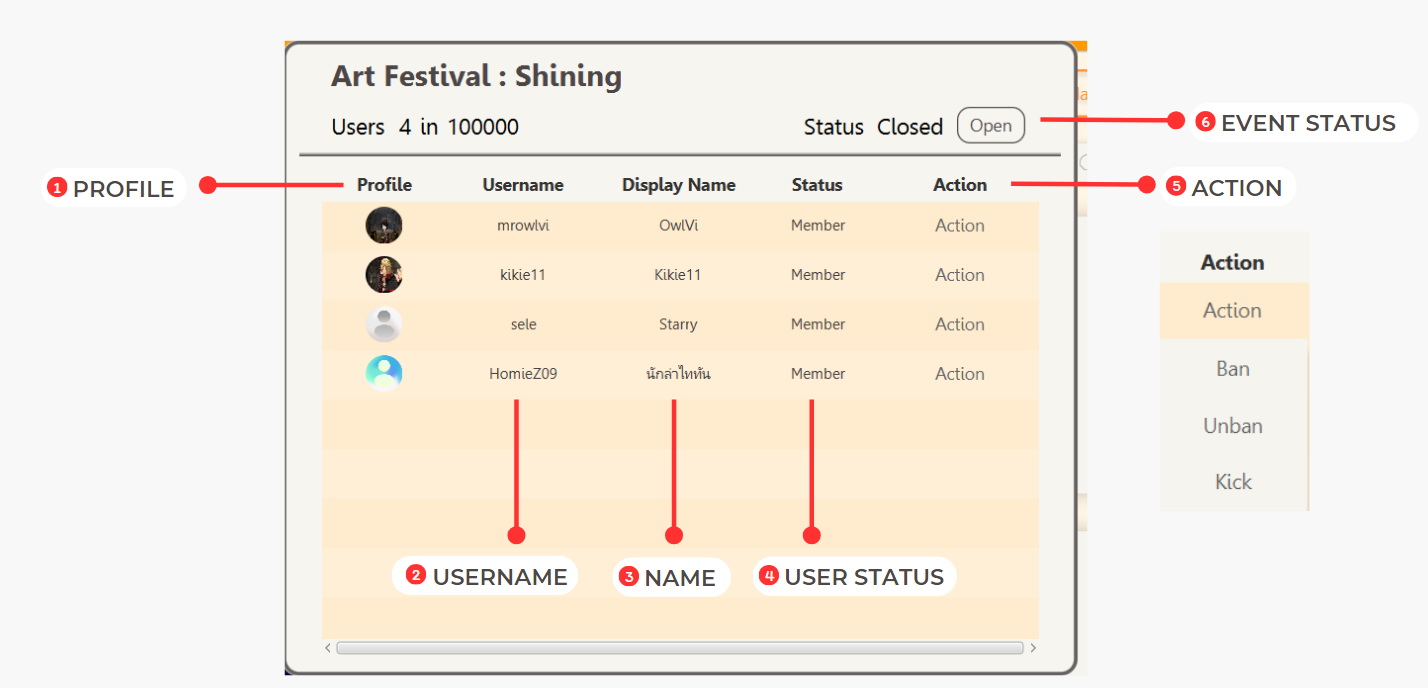 Art Festival : Shining
Users 4 in 100000
Status Closed Open
6 EVENT STATUS
1 PROFILE
Profile Username Display Name Status Action
5 ACTION
mrowlvi OwlVi Member Action
kikie11 Kikie11 Member Action
sele Starry Member Action
HomieZ09 นักล่าไททัน Member Action
Action
Action
Ban
Unban
Kick
2 USERNAME
3 NAME
4 USER STATUS